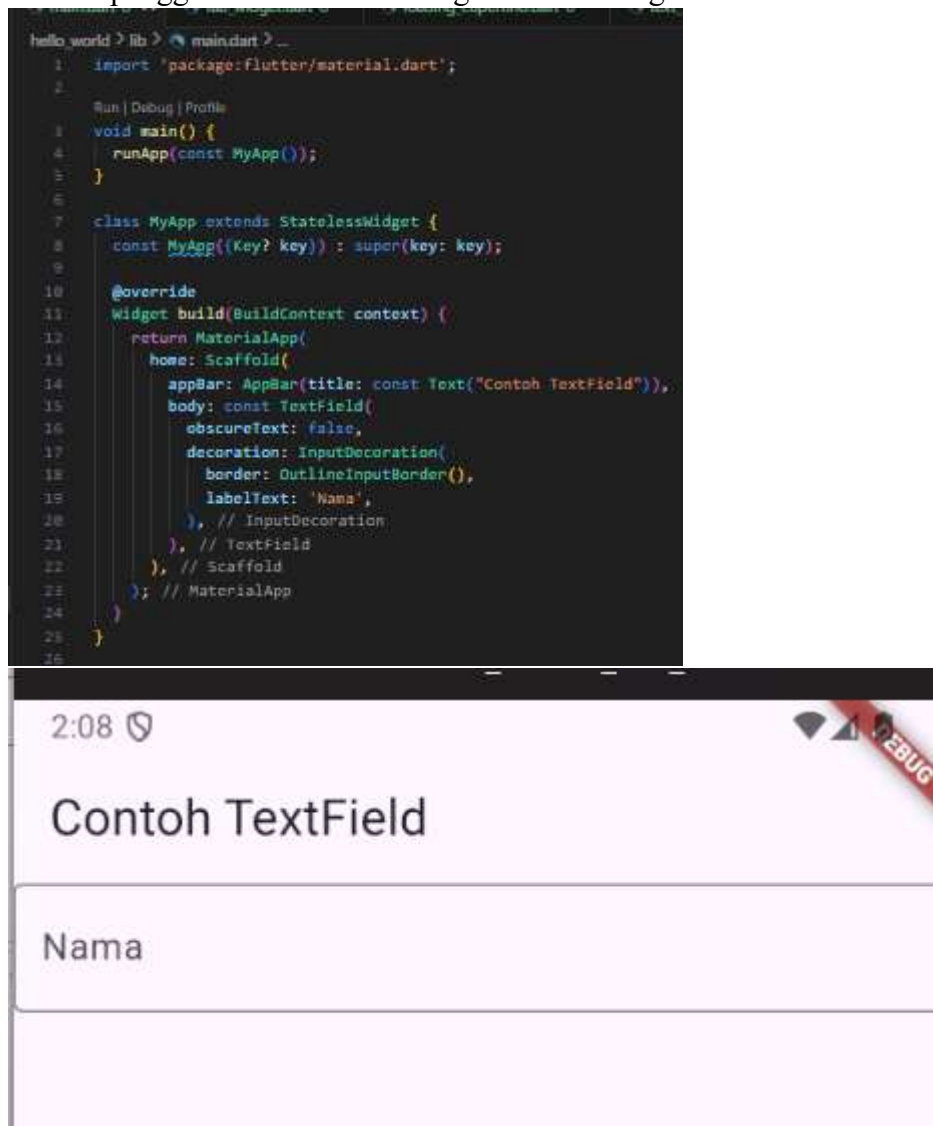 hello_world > lib > main.dart > ...
1 import 'package:flutter/material.dart';
2
Run | Debug | Profile
3 void main() {
4 runApp(const MyApp());
5 }
6
7 class MyApp extends StatelessWidget {
8 const MyApp({Key? key}) : super(key: key);
9
10 @override
11 Widget build(BuildContext context) {
12 return MaterialApp(
13 home: Scaffold(
14 appBar: AppBar(title: const Text("Contoh TextField")),
15 body: const TextField(
16 obscureText: false,
17 decoration: InputDecoration(
18 border: OutlineInputBorder(),
19 labelText: 'Nama',
20 ), // InputDecoration
21 ), // TextField
22 ), // Scaffold
23 ); // MaterialApp
24 }
25 }
26
2:08
DEBUG
Contoh TextField
Nama